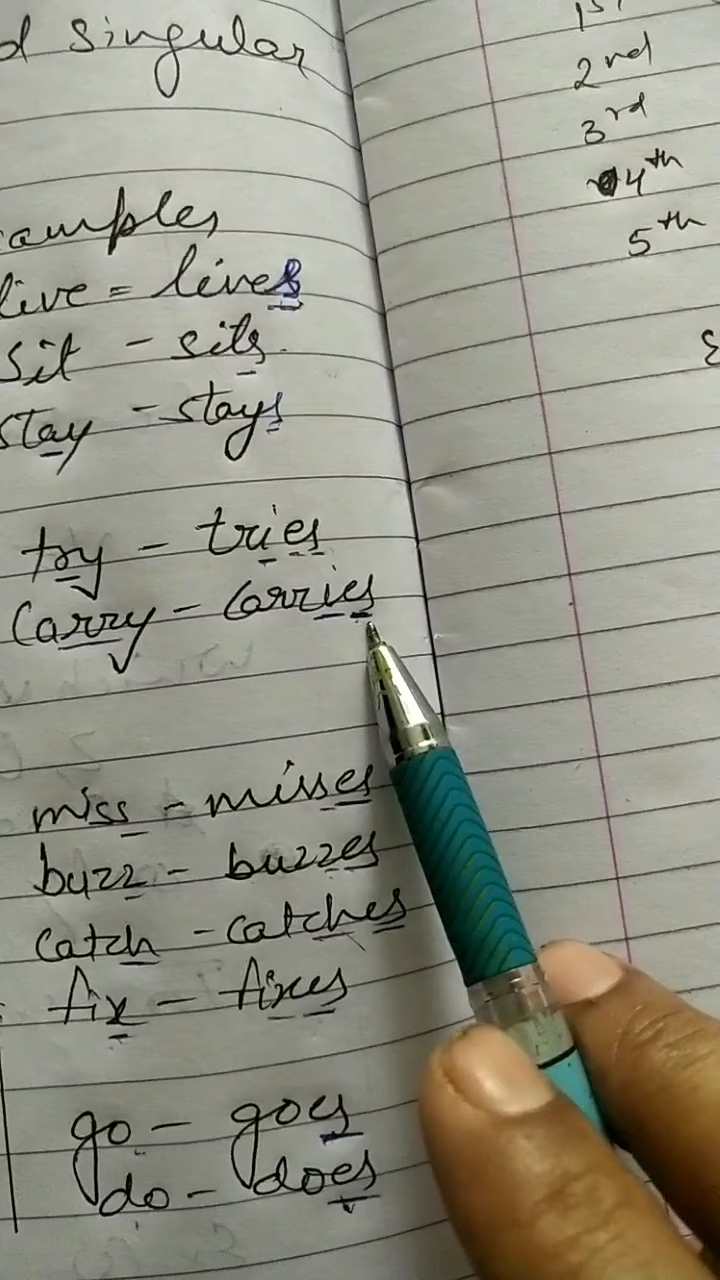 d singular
amples
live = lives
sit - sits.
stay - stays
try - tries
carry - carries
miss - misses
buzz - buzzes
catch - catches
fix - fixes
go - goes
do - does
1st
2nd
3rd
4th
5th